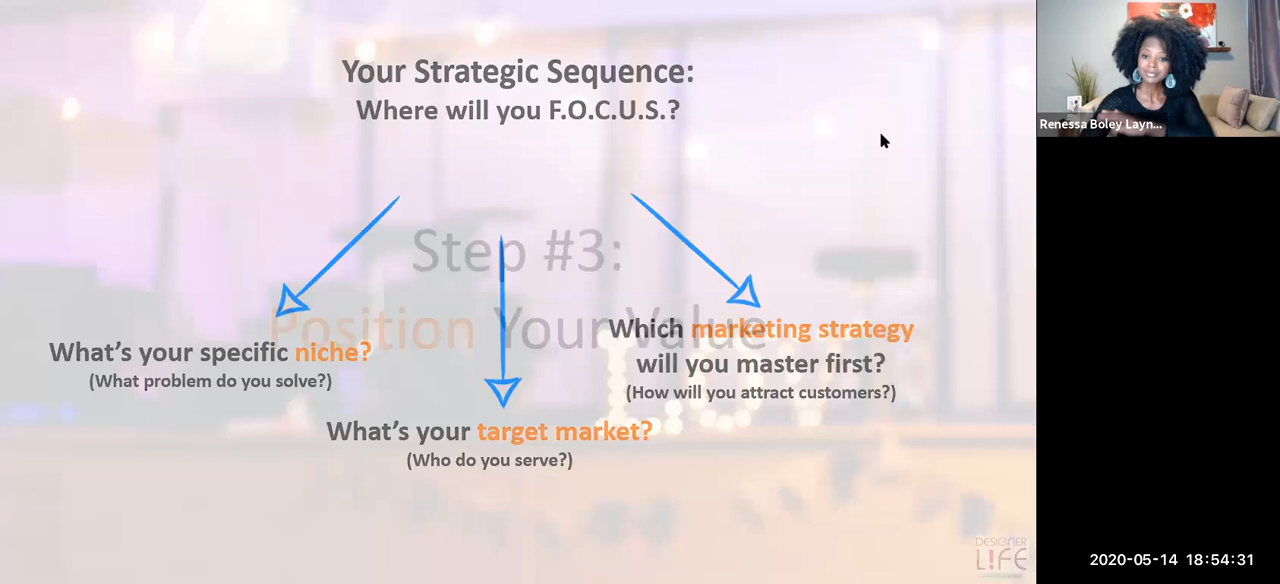 Your Strategic Sequence:
Where will you F.O.C.U.S.?
Step #3:
Position Your Value
What's your specific niche?
(What problem do you solve?)
Which marketing strategy
will you master first?
(How will you attract customers?)
What's your target market?
(Who do you serve?)
DESIGNER
L!FE
Renessa Boley Layn...
2020-05-14 18:54:31